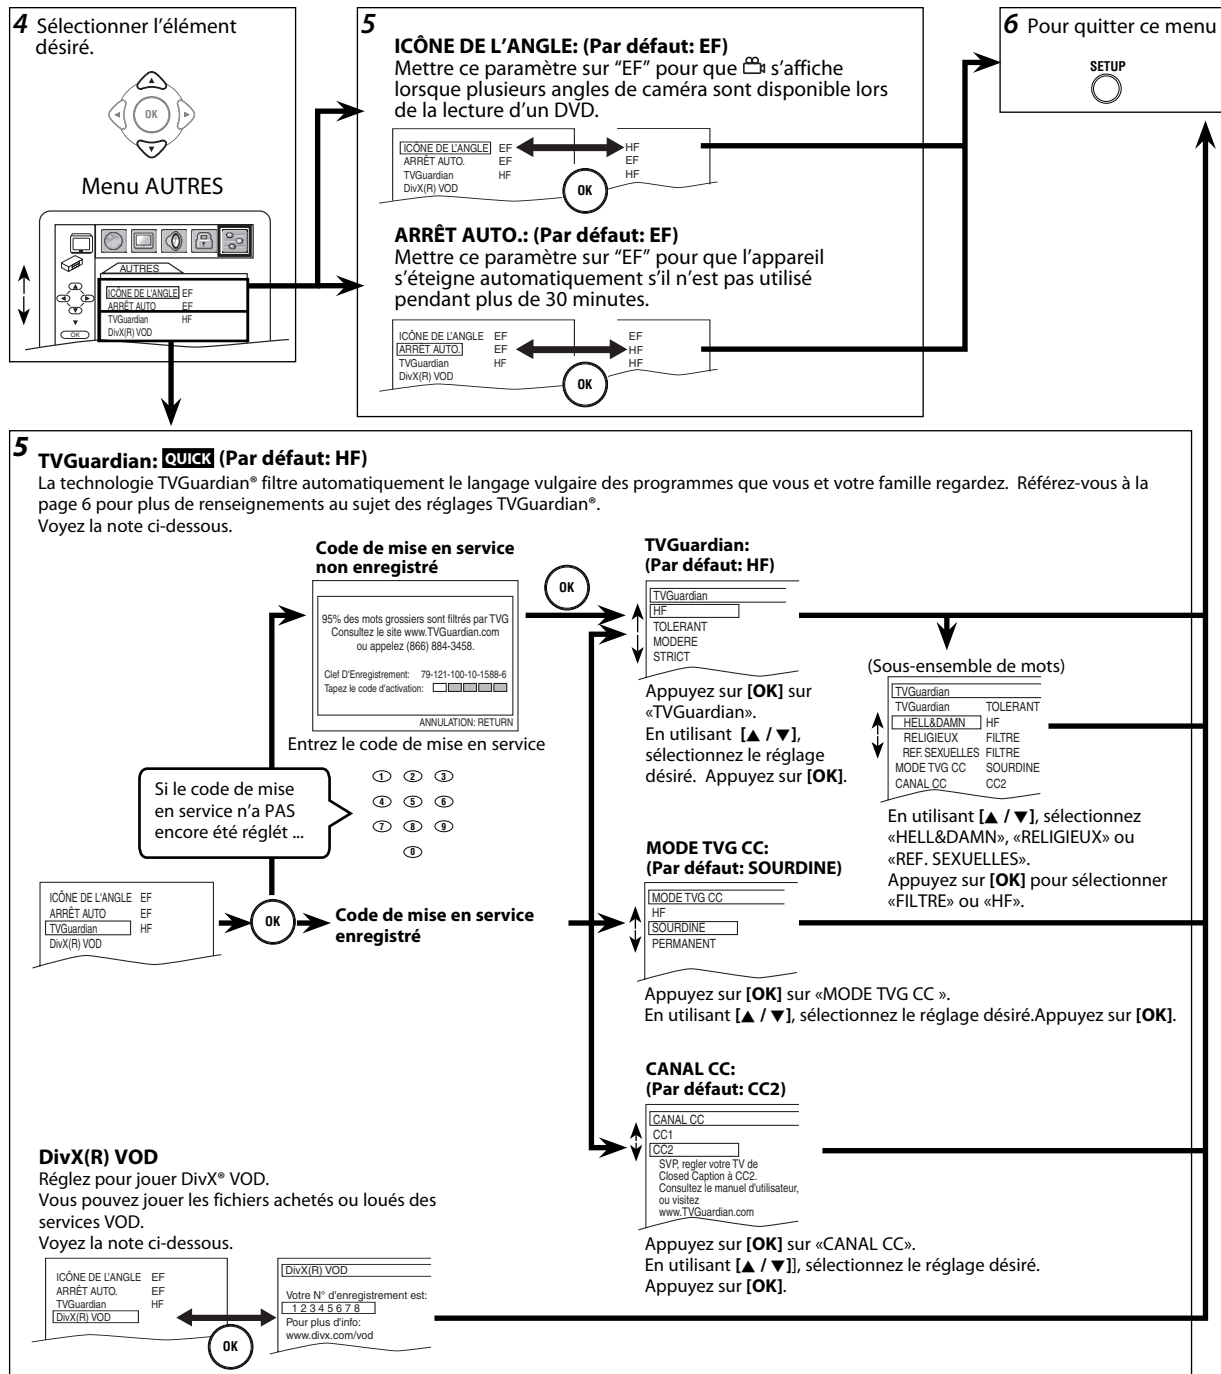 4 Sélectionner l'élément
désiré.
OK
Menu AUTRES
AUTRES
ICÔNE DE L'ANGLE EF
ARRÊT AUTO EF
TVGuardian HF
DivX(R) VOD
OK
5
ICÔNE DE L'ANGLE: (Par défaut: EF)
Mettre ce paramètre sur "EF" pour que s'affiche
lorsque plusieurs angles de caméra sont disponible lors
de la lecture d'un DVD.
ICÔNE DE L'ANGLE EF HF
ARRÊT AUTO. EF EF
TVGuardian HF HF
DivX(R) VOD
OK
ARRÊT AUTO.: (Par défaut: EF)
Mettre ce paramètre sur "EF" pour que l'appareil
s'éteigne automatiquement s'il n'est pas utilisé
pendant plus de 30 minutes.
ICÔNE DE L'ANGLE EF EF
ARRÊT AUTO. EF HF
TVGuardian HF HF
DivX(R) VOD
OK
6 Pour quitter ce menu
SETUP
5
TVGuardian: QUICK (Par défaut: HF)
La technologie TVGuardian® filtre automatiquement le langage vulgaire des programmes que vous et votre famille regardez. Référez-vous à la
page 6 pour plus de renseignements au sujet des réglages TVGuardian®.
Voyez la note ci-dessous.
Code de mise en service
non enregistré
95% des mots grossiers sont filtrés par TVG
Consultez le site www.TVGuardian.com
ou appelez (866) 884-3458.
Clef D'Enregistrement: 79-121-100-10-1588-6
Tapez le code d'activation:
ANNULATION: RETURN
Entrez le code de mise en service
1 2 3
4 5 6
7 8 9
0
Si le code de mise
en service n'a PAS
encore été réglét ...
ICÔNE DE L'ANGLE EF
ARRÊT AUTO EF
TVGuardian HF
DivX(R) VOD
OK
Code de mise en service
enregistré
OK
TVGuardian:
(Par défaut: HF)
TVGuardian
HF
TOLERANT
MODERE
STRICT
Appuyez sur [OK] sur
«TVGuardian».
En utilisant [▲ / ▼],
sélectionnez le réglage
désiré. Appuyez sur [OK].
(Sous-ensemble de mots)
TVGuardian
TVGuardian TOLERANT
HELL&DAMN HF
RELIGIEUX FILTRE
REF. SEXUELLES FILTRE
MODE TVG CC SOURDINE
CANAL CC CC2
En utilisant [▲ / ▼], sélectionnez
«HELL&DAMN», «RELIGIEUX» ou
«REF. SEXUELLES».
Appuyez sur [OK] pour sélectionner
«FILTRE» ou «HF».
MODE TVG CC:
(Par défaut: SOURDINE)
MODE TVG CC
HF
SOURDINE
PERMANENT
Appuyez sur [OK] sur «MODE TVG CC ».
En utilisant [▲ / ▼], sélectionnez le réglage désiré.Appuyez sur [OK].
CANAL CC:
(Par défaut: CC2)
CANAL CC
CC1
CC2
SVP, regler votre TV de
Closed Caption à CC2.
Consultez le manuel d'utilisateur,
ou visitez
www.TVGuardian.com
Appuyez sur [OK] sur «CANAL CC».
En utilisant [▲ / ▼]], sélectionnez le réglage désiré.
Appuyez sur [OK].
DivX(R) VOD
Réglez pour jouer DivX® VOD.
Vous pouvez jouer les fichiers achetés ou loués des
services VOD.
Voyez la note ci-dessous.
ICÔNE DE L'ANGLE EF
ARRÊT AUTO. EF
TVGuardian HF
DivX(R) VOD
OK
DivX(R) VOD
Votre N° d'enregistrement est:
1 2 3 4 5 6 7 8
Pour plus d'info:
www.divx.com/vod